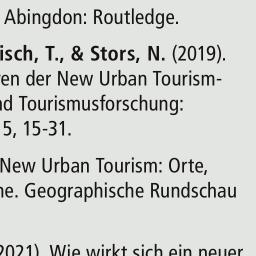 Abingdon: Routledge.
isch, T., & Stors, N. (2019).
en der New Urban Tourism-
nd Tourismusforschung:
5, 15-31.
New Urban Tourism: Orte,
ne. Geographische Rundschau
2021). Wie wirkt sich ein neuer